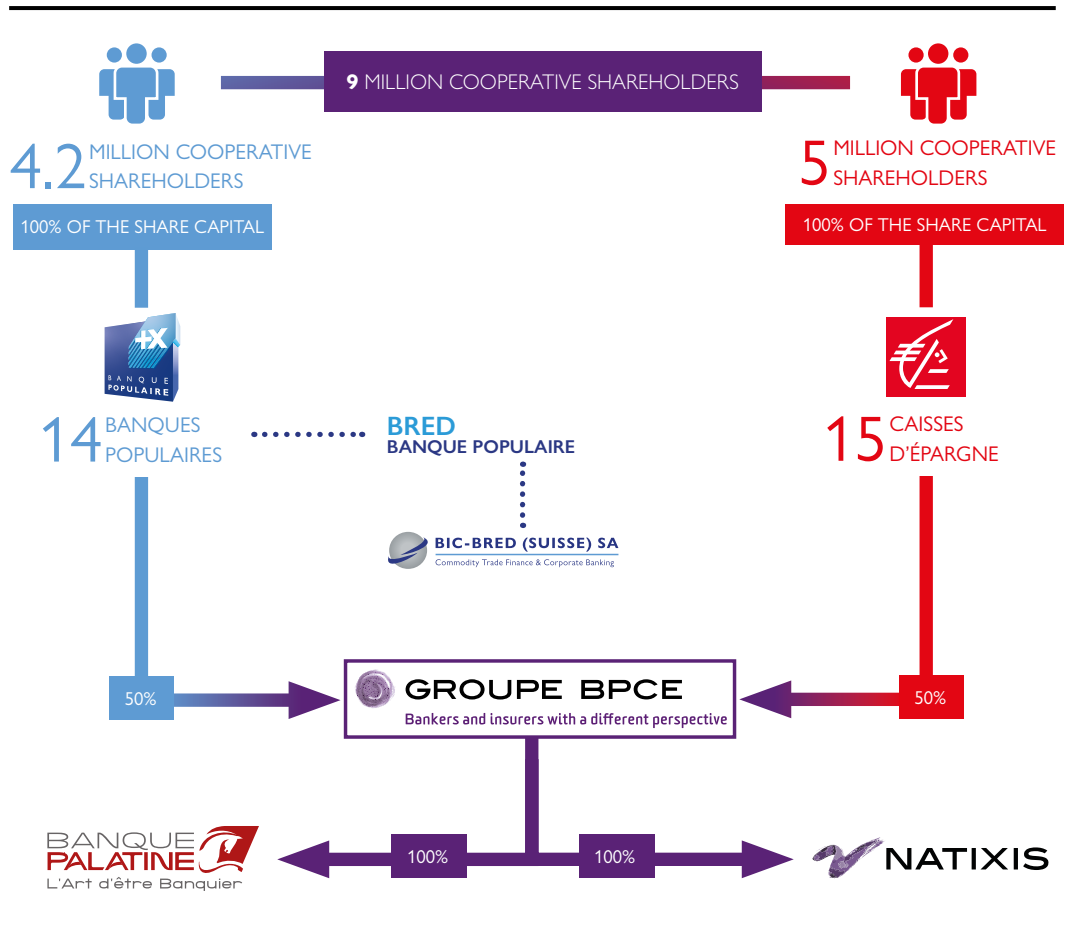 9 MILLION COOPERATIVE SHAREHOLDERS
4.2 MILLION COOPERATIVE
SHAREHOLDERS
5 MILLION COOPERATIVE
SHAREHOLDERS
100% OF THE SHARE CAPITAL
100% OF THE SHARE CAPITAL
+X
BANQUE
POPULAIRE
14 BANQUES
POPULAIRES
BRED
BANQUE POPULAIRE
15 CAISSES
D'ÉPARGNE
BIC-BRED (SUISSE) SA
Commodity Trade Finance & Corporate Banking
50%
GROUPE BPCE
Bankers and insurers with a different perspective
50%
BANQUE
PALATINE
L'Art d'être Banquier
100%
100%
NATIXIS